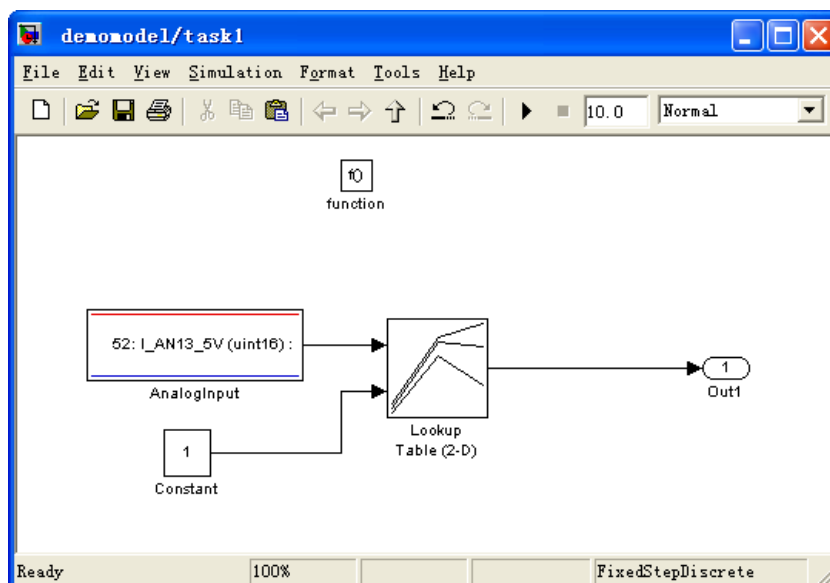 demomodel/task1
File Edit View Simulation Format Tools Help
10.0 Normal
f()
function
52: I_AN13_5V (uint16) :
AnalogInput
1
Constant
Lookup
Table (2-D)
1
Out1
Ready 100% FixedStepDiscrete